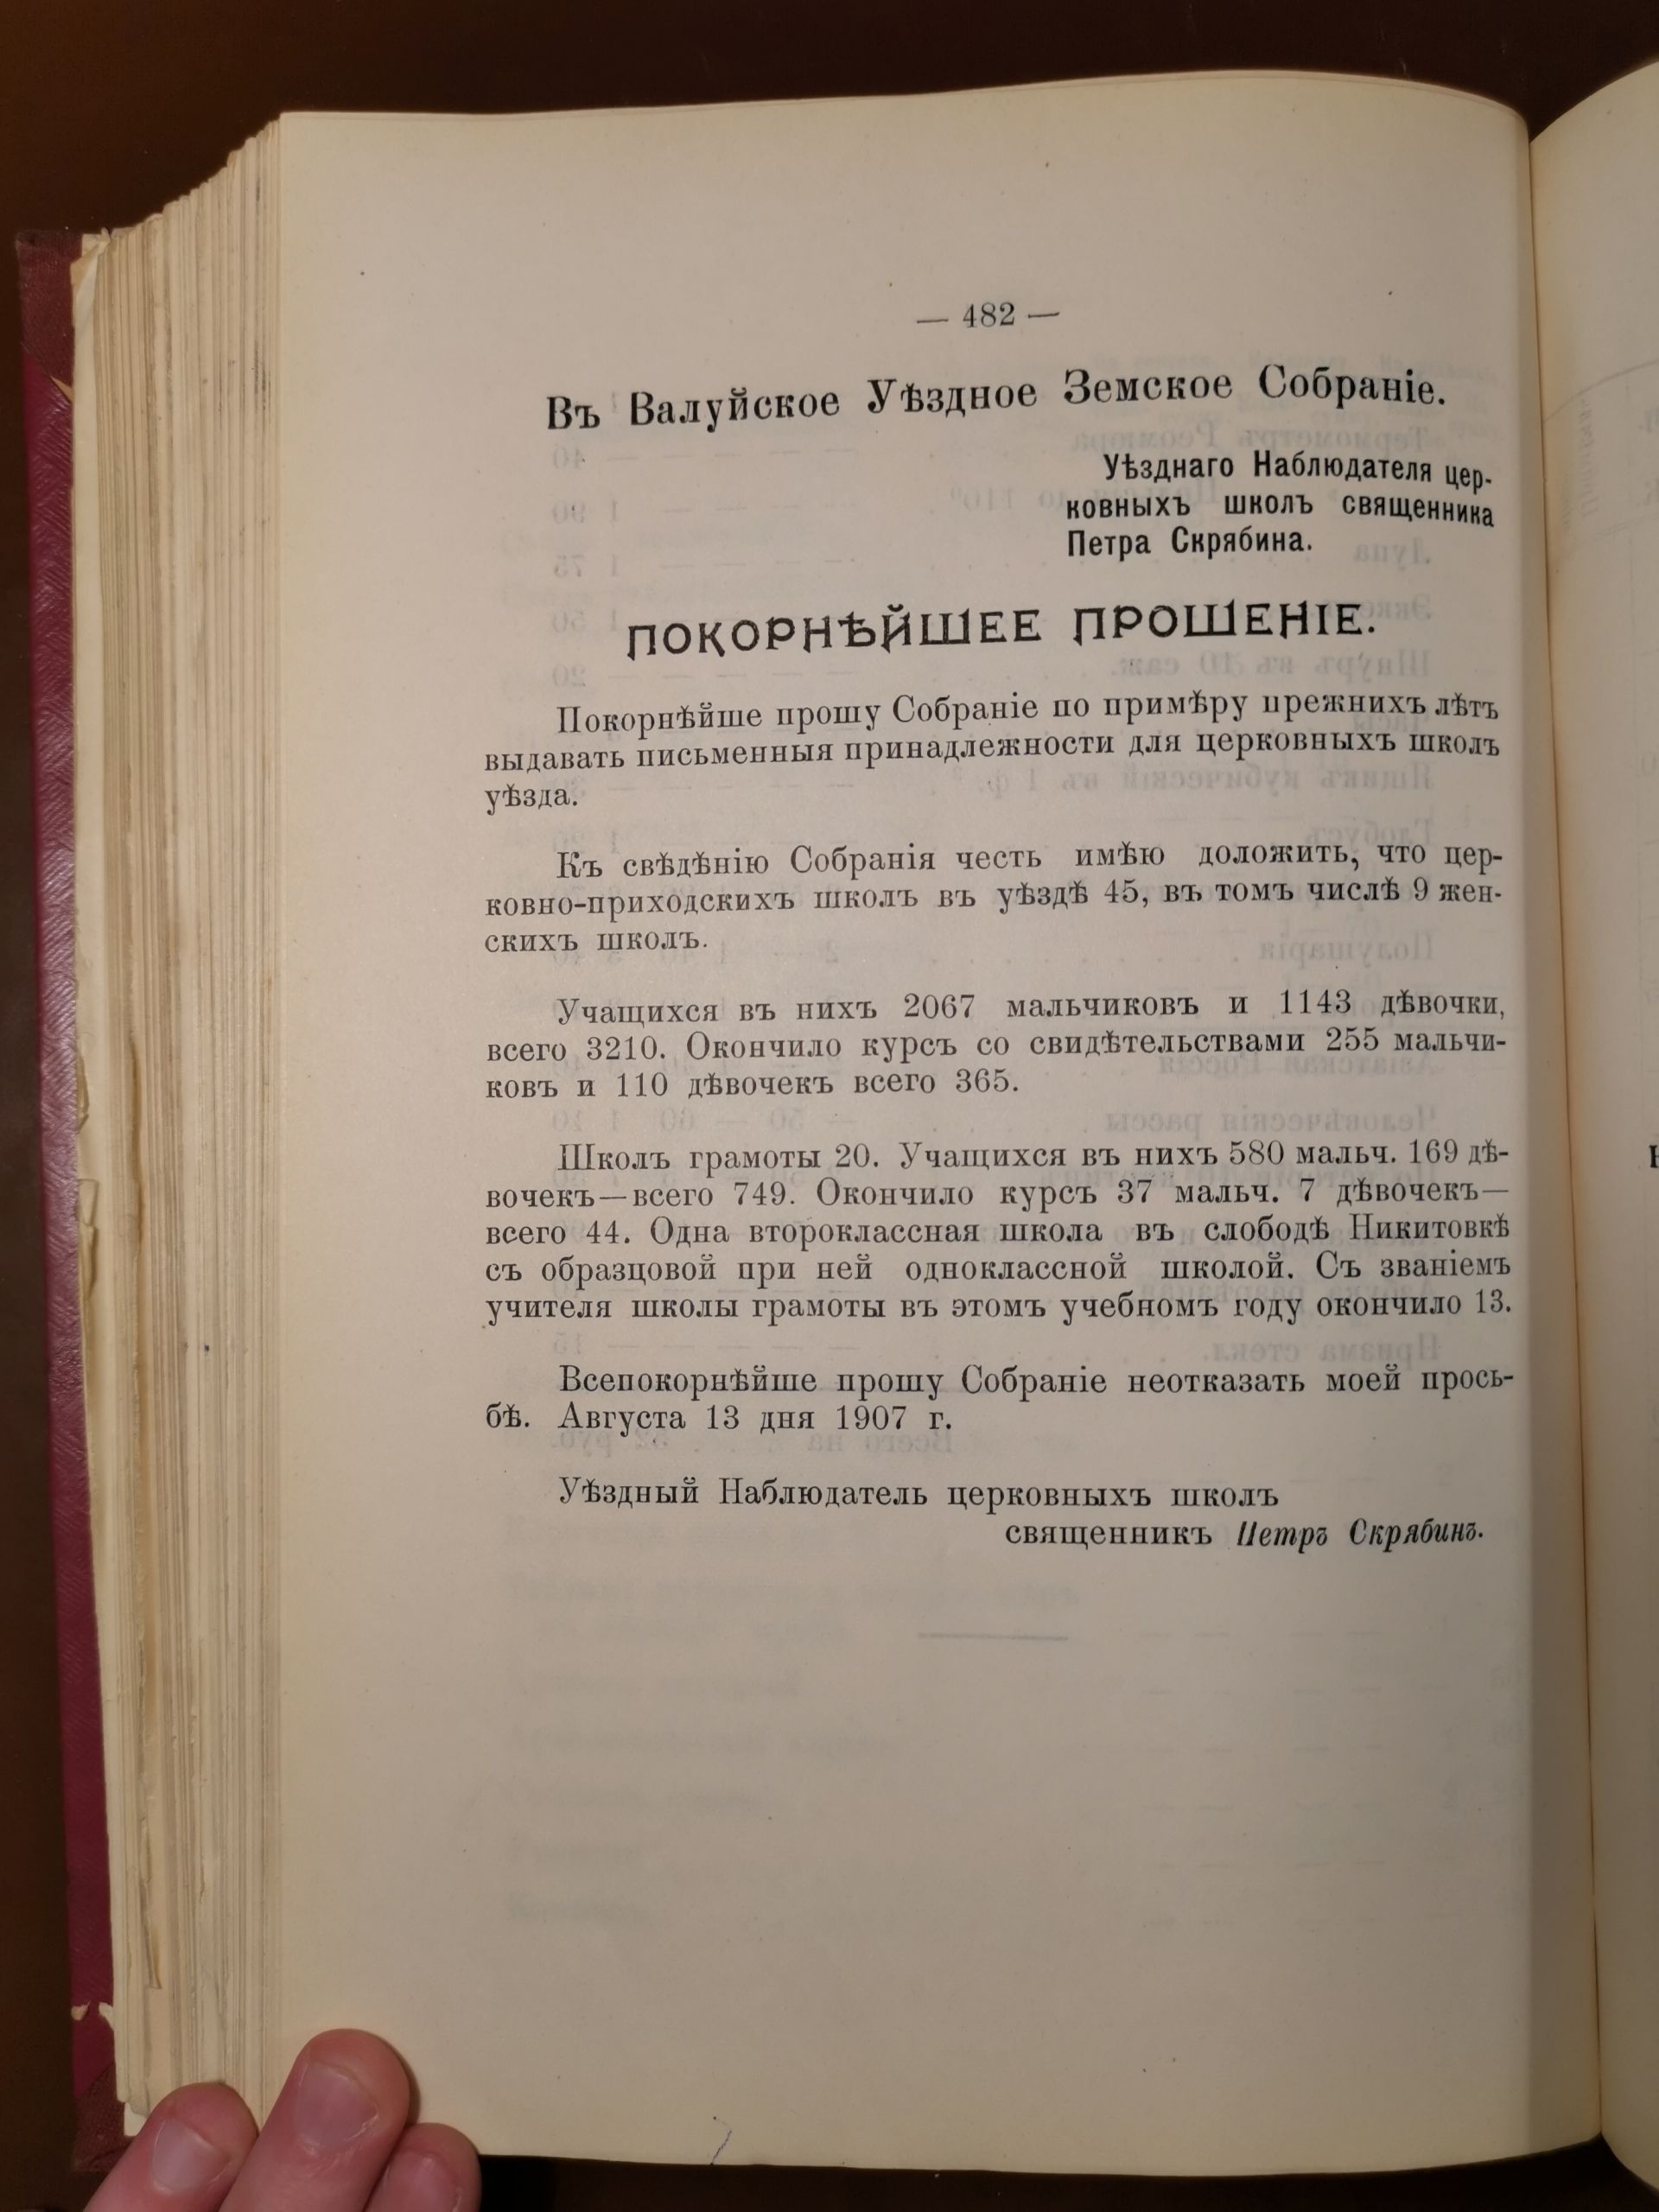 — 482 —
Въ Валуйское Уѣздное Земское Собраніе.
Уѣзднаго Наблюдателя цер-
ковныхъ школъ священника
Петра Скрябина.
ПОКОРНѢЙШЕЕ ПРОШЕНІЕ.
Покорнѣйше прошу Собраніе по примѣру прежнихъ лѣтъ
выдавать письменныя принадлежности для церковныхъ школъ
уѣзда.
Къ свѣдѣнію Собранія честь имѣю доложить, что цер-
ковно-приходскихъ школъ въ уѣздѣ 45, въ томъ числѣ 9 жен-
скихъ школъ.
Учащихся въ нихъ 2067 мальчиковъ и 1143 дѣвочки,
всего 3210. Окончило курсъ со свидѣтельствами 255 мальчи-
ковъ и 110 дѣвочекъ всего 365.
Школъ грамоты 20. Учащихся въ нихъ 580 мальч. 169 дѣ-
вочекъ—всего 749. Окончило курсъ 37 мальч. 7 дѣвочекъ—
всего 44. Одна второклассная школа въ слободѣ Никитовкѣ
съ образцовой при ней одноклассной школой. Съ званіемъ
учителя школы грамоты въ этомъ учебномъ году окончило 13.
Всепокорнѣйше прошу Собраніе неотказать моей прось-
бѣ. Августа 13 дня 1907 г.
Уѣздный Наблюдатель церковныхъ школъ
священникъ Петръ Скрябинъ.